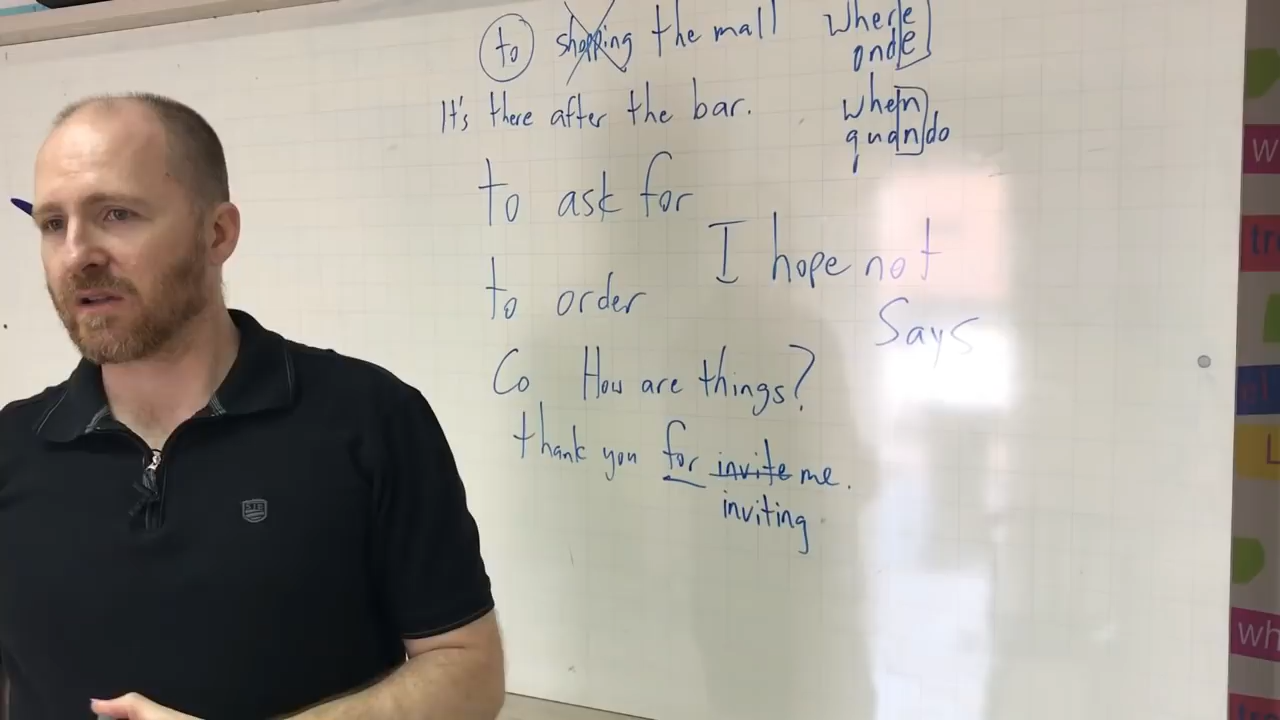 to shopping the mall
where
onde
It's there after the bar.
when
quando
to ask for
I hope not
to order
Says
Co How are things?
thank you for invite me.
inviting